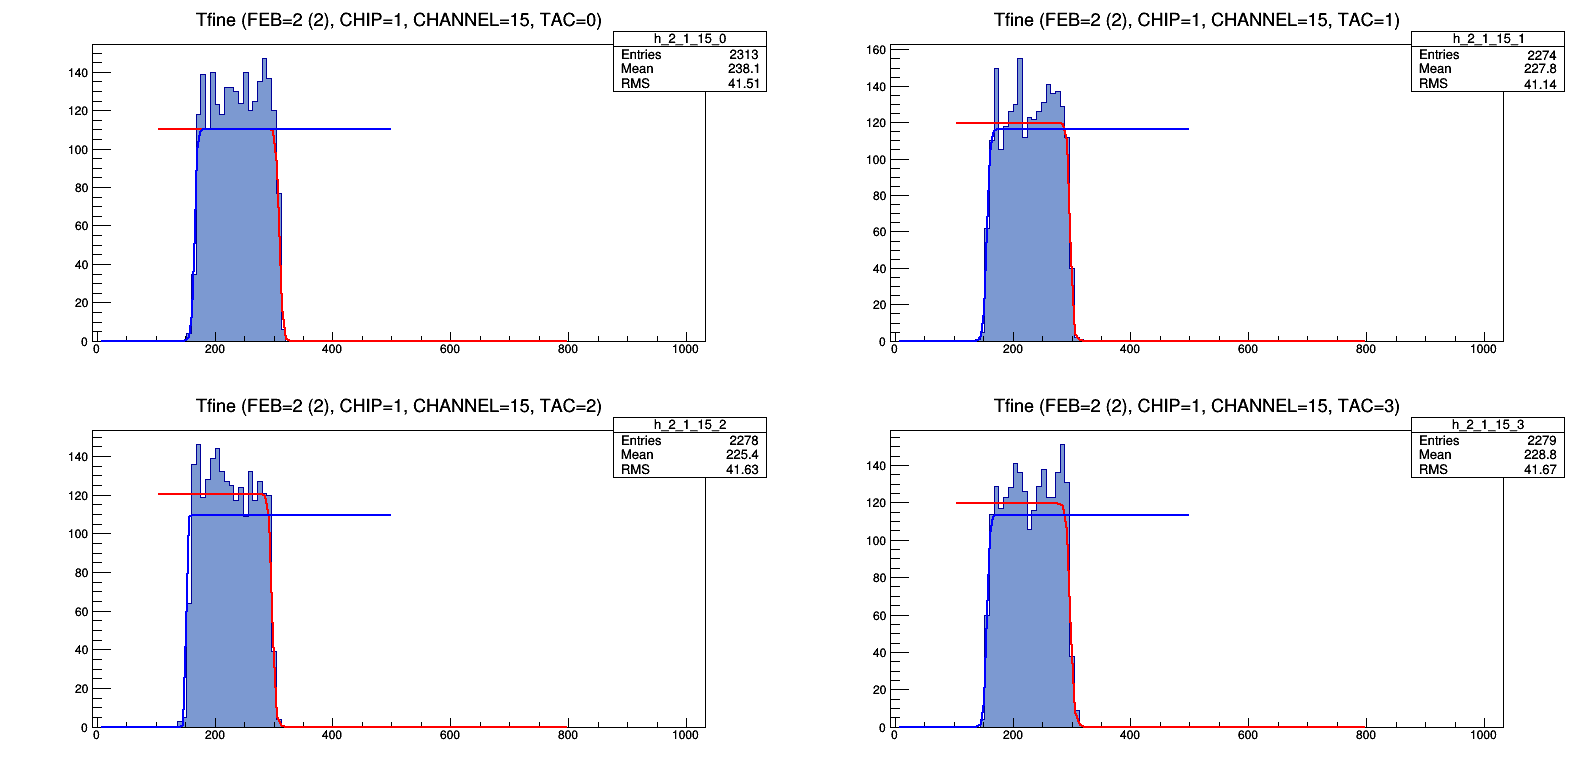 Tfine (FEB=2 (2), CHIP=1, CHANNEL=15, TAC=0)
h_2_1_15_0
Entries 2313
Mean 238.1
RMS 41.51
140
120
100
80
60
40
20
0
0 200 400 600 800 1000
Tfine (FEB=2 (2), CHIP=1, CHANNEL=15, TAC=1)
h_2_1_15_1
Entries 2274
Mean 227.8
RMS 41.14
160
140
120
100
80
60
40
20
0
0 200 400 600 800 1000
Tfine (FEB=2 (2), CHIP=1, CHANNEL=15, TAC=2)
h_2_1_15_2
Entries 2278
Mean 225.4
RMS 41.63
140
120
100
80
60
40
20
0
0 200 400 600 800 1000
Tfine (FEB=2 (2), CHIP=1, CHANNEL=15, TAC=3)
h_2_1_15_3
Entries 2279
Mean 228.8
RMS 41.67
140
120
100
80
60
40
20
0
0 200 400 600 800 1000